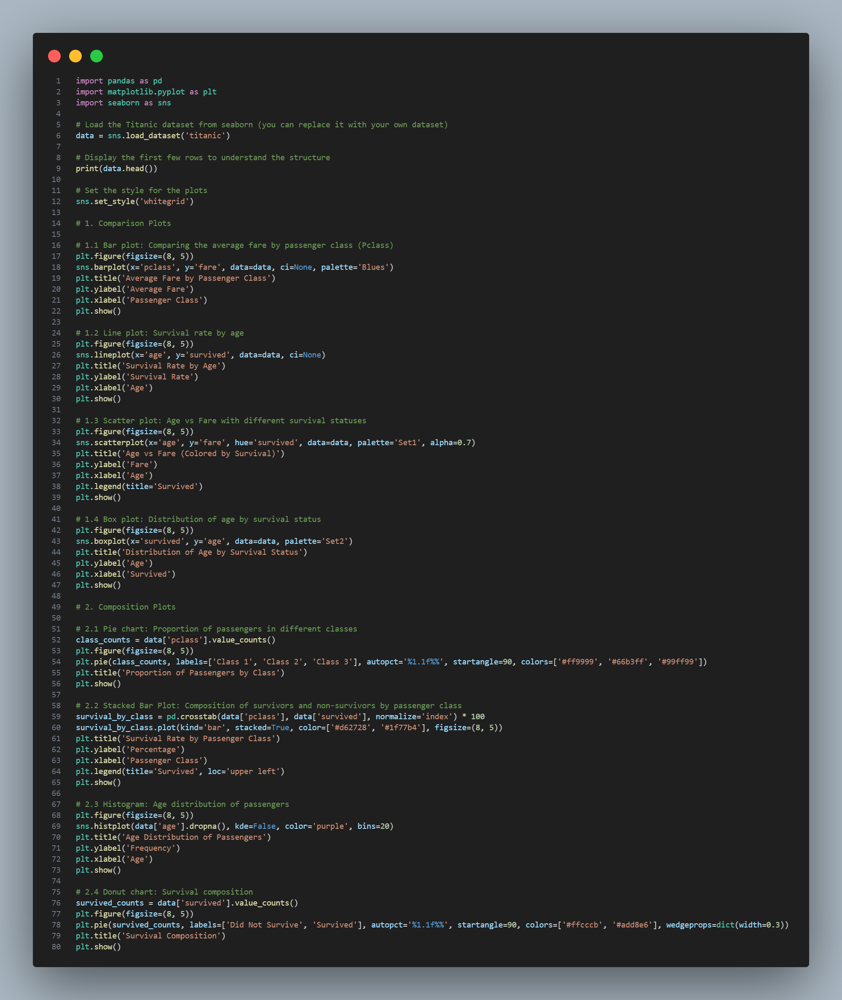 1 import pandas as pd
2 import matplotlib.pyplot as plt
3 import seaborn as sns
4
5 # Load the Titanic dataset from seaborn (you can replace it with your own dataset)
6 data = sns.load_dataset('titanic')
7
8 # Display the first few rows to understand the structure
9 print(data.head())
10
11 # Set the style for the plots
12 sns.set_style('whitegrid')
13
14 # 1. Comparison Plots
15
16 # 1.1 Bar plot: Comparing the average fare by passenger class (Pclass)
17 plt.figure(figsize=(8, 5))
18 sns.barplot(x='pclass', y='fare', data=data, ci=None, palette='Blues')
19 plt.title('Average Fare by Passenger Class')
20 plt.ylabel('Average Fare')
21 plt.xlabel('Passenger Class')
22 plt.show()
23
24 # 1.2 Line plot: Survival rate by age
25 plt.figure(figsize=(8, 5))
26 sns.lineplot(x='age', y='survived', data=data, ci=None)
27 plt.title('Survival Rate by Age')
28 plt.ylabel('Survival Rate')
29 plt.xlabel('Age')
30 plt.show()
31
32 # 1.3 Scatter plot: Age vs Fare with different survival statuses
33 plt.figure(figsize=(8, 5))
34 sns.scatterplot(x='age', y='fare', hue='survived', data=data, palette='Set1', alpha=0.7)
35 plt.title('Age vs Fare (Colored by Survival)')
36 plt.ylabel('Fare')
37 plt.xlabel('Age')
38 plt.legend(title='Survived')
39 plt.show()
40
41 # 1.4 Box plot: Distribution of age by survival status
42 plt.figure(figsize=(8, 5))
43 sns.boxplot(x='survived', y='age', data=data, palette='Set2')
44 plt.title('Distribution of Age by Survival Status')
45 plt.ylabel('Age')
46 plt.xlabel('Survived')
47 plt.show()
48
49 # 2. Composition Plots
50
51 # 2.1 Pie chart: Proportion of passengers in different classes
52 class_counts = data['pclass'].value_counts()
53 plt.figure(figsize=(8, 5))
54 plt.pie(class_counts, labels=['Class 1', 'Class 2', 'Class 3'], autopct='%1.1f%%', startangle=90, colors=['#ff9999', '#66b3ff', '#99ff99'])
55 plt.title('Proportion of Passengers by Class')
56 plt.show()
57
58 # 2.2 Stacked Bar Plot: Composition of survivors and non-survivors by passenger class
59 survival_by_class = pd.crosstab(data['pclass'], data['survived'], normalize='index') * 100
60 survival_by_class.plot(kind='bar', stacked=True, color=['#d62728', '#1f77b4'], figsize=(8, 5))
61 plt.title('Survival Rate by Passenger Class')
62 plt.ylabel('Percentage')
63 plt.xlabel('Passenger Class')
64 plt.legend(title='Survived', loc='upper left')
65 plt.show()
66
67 # 2.3 Histogram: Age distribution of passengers
68 plt.figure(figsize=(8, 5))
69 sns.histplot(data['age'].dropna(), kde=False, color='purple', bins=20)
70 plt.title('Age Distribution of Passengers')
71 plt.ylabel('Frequency')
72 plt.xlabel('Age')
73 plt.show()
74
75 # 2.4 Donut chart: Survival composition
76 survived_counts = data['survived'].value_counts()
77 plt.figure(figsize=(8, 5))
78 plt.pie(survived_counts, labels=['Did Not Survive', 'Survived'], autopct='%1.1f%%', startangle=90, colors=['#ffcccb', '#add8e6'], wedgeprops=dict(width=0.3))
79 plt.title('Survival Composition')
80 plt.show()